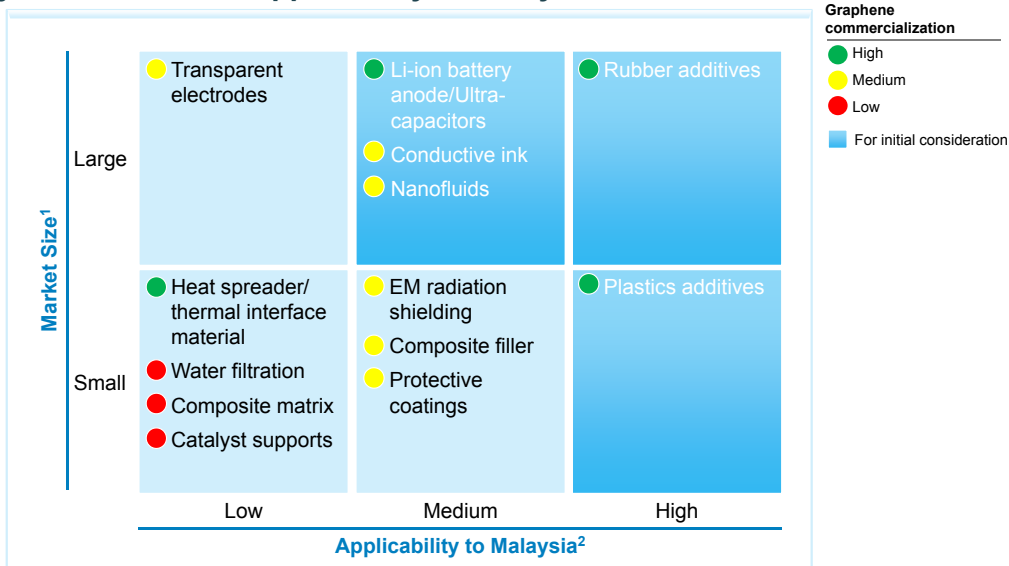 Graphene
commercialization
High
Medium
Low
For initial consideration
Market Size1
Large
Small
Transparent
electrodes
Li-ion battery
anode/Ultra-
capacitors
Conductive ink
Nanofluids
Rubber additives
Heat spreader/
thermal interface
material
Water filtration
Composite matrix
Catalyst supports
EM radiation
shielding
Composite filler
Protective
coatings
Plastics additives
Low
Medium
High
Applicability to Malaysia2